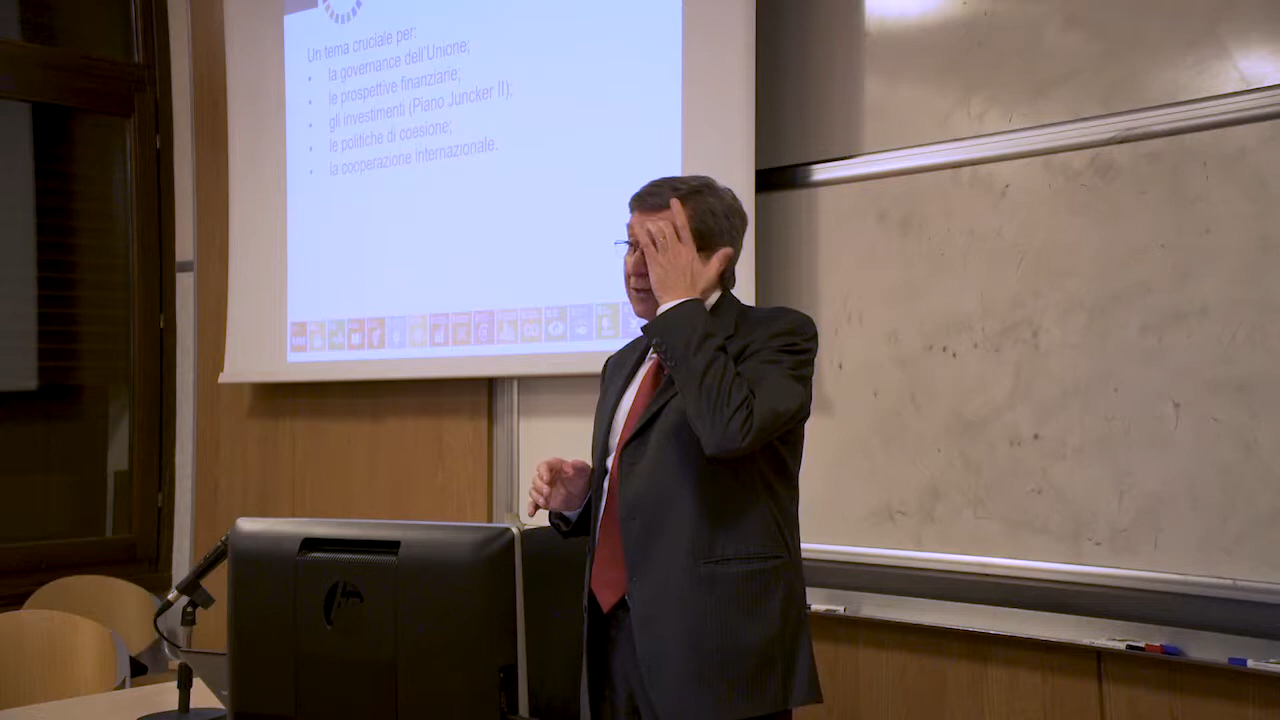 Un tema cruciale per:
• la governance dell'Unione;
• le prospettive finanziarie;
• gli investimenti (Piano Juncker II);
• le politiche di coesione;
• la cooperazione internazionale.
hp